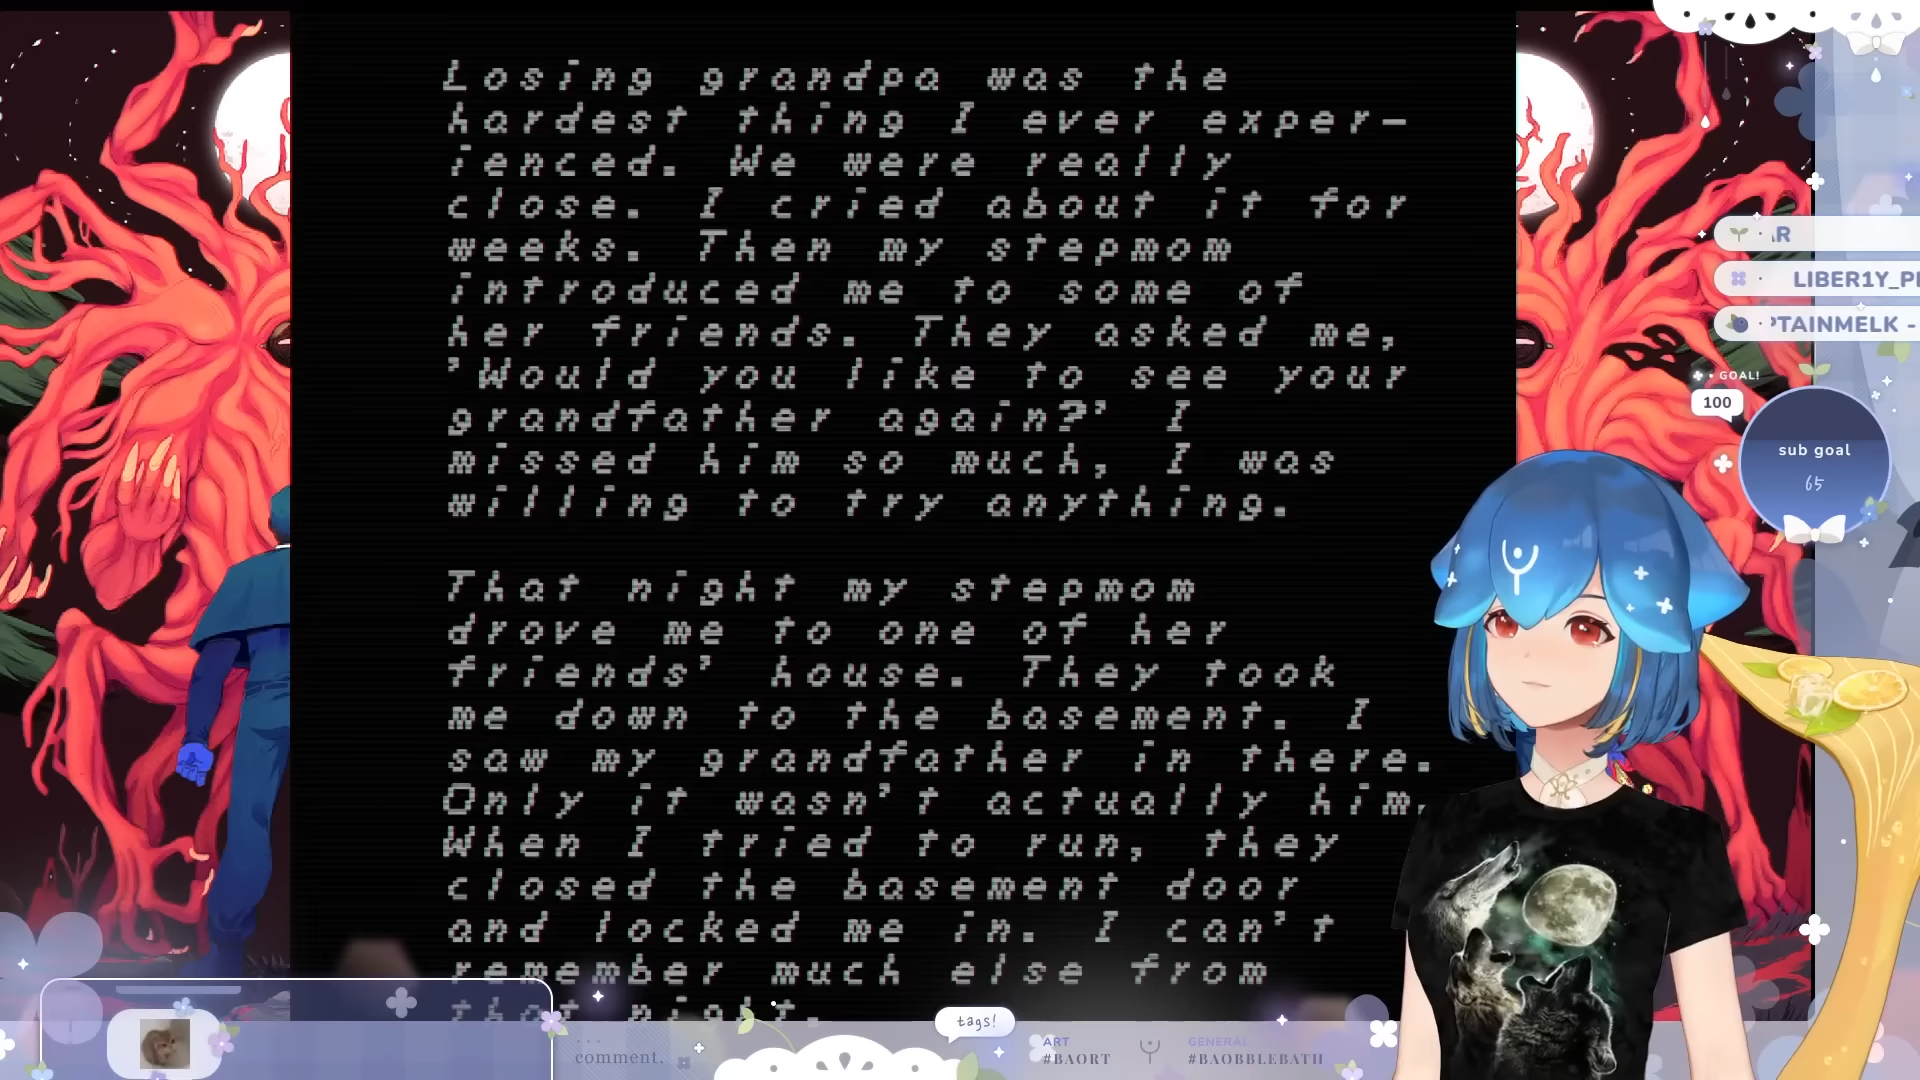 Losing grandpa was the
hardest thing I ever exper-
ienced. We were really
close. I cried about it for
weeks. Then my stepmom
introduced me to some of
her friends. They asked me,
'Would you like to see your
grandfather again?' I
missed him so much, I was
willing to try anything.
That night my stepmom
drove me to one of her
friends' house. They took
me down to the basement. I
saw my grandfather in there.
Only it wasn't actually him.
When I tried to run, they
closed the basement door
and locked me in. I can't
remember much else from
that night.
AR
LIBER1Y_P
PTAINMELK -
GOAL!
100
sub goal
65
comment.
tags!
ART
#BAORT
GENERAL
#BAOBBLEBATH